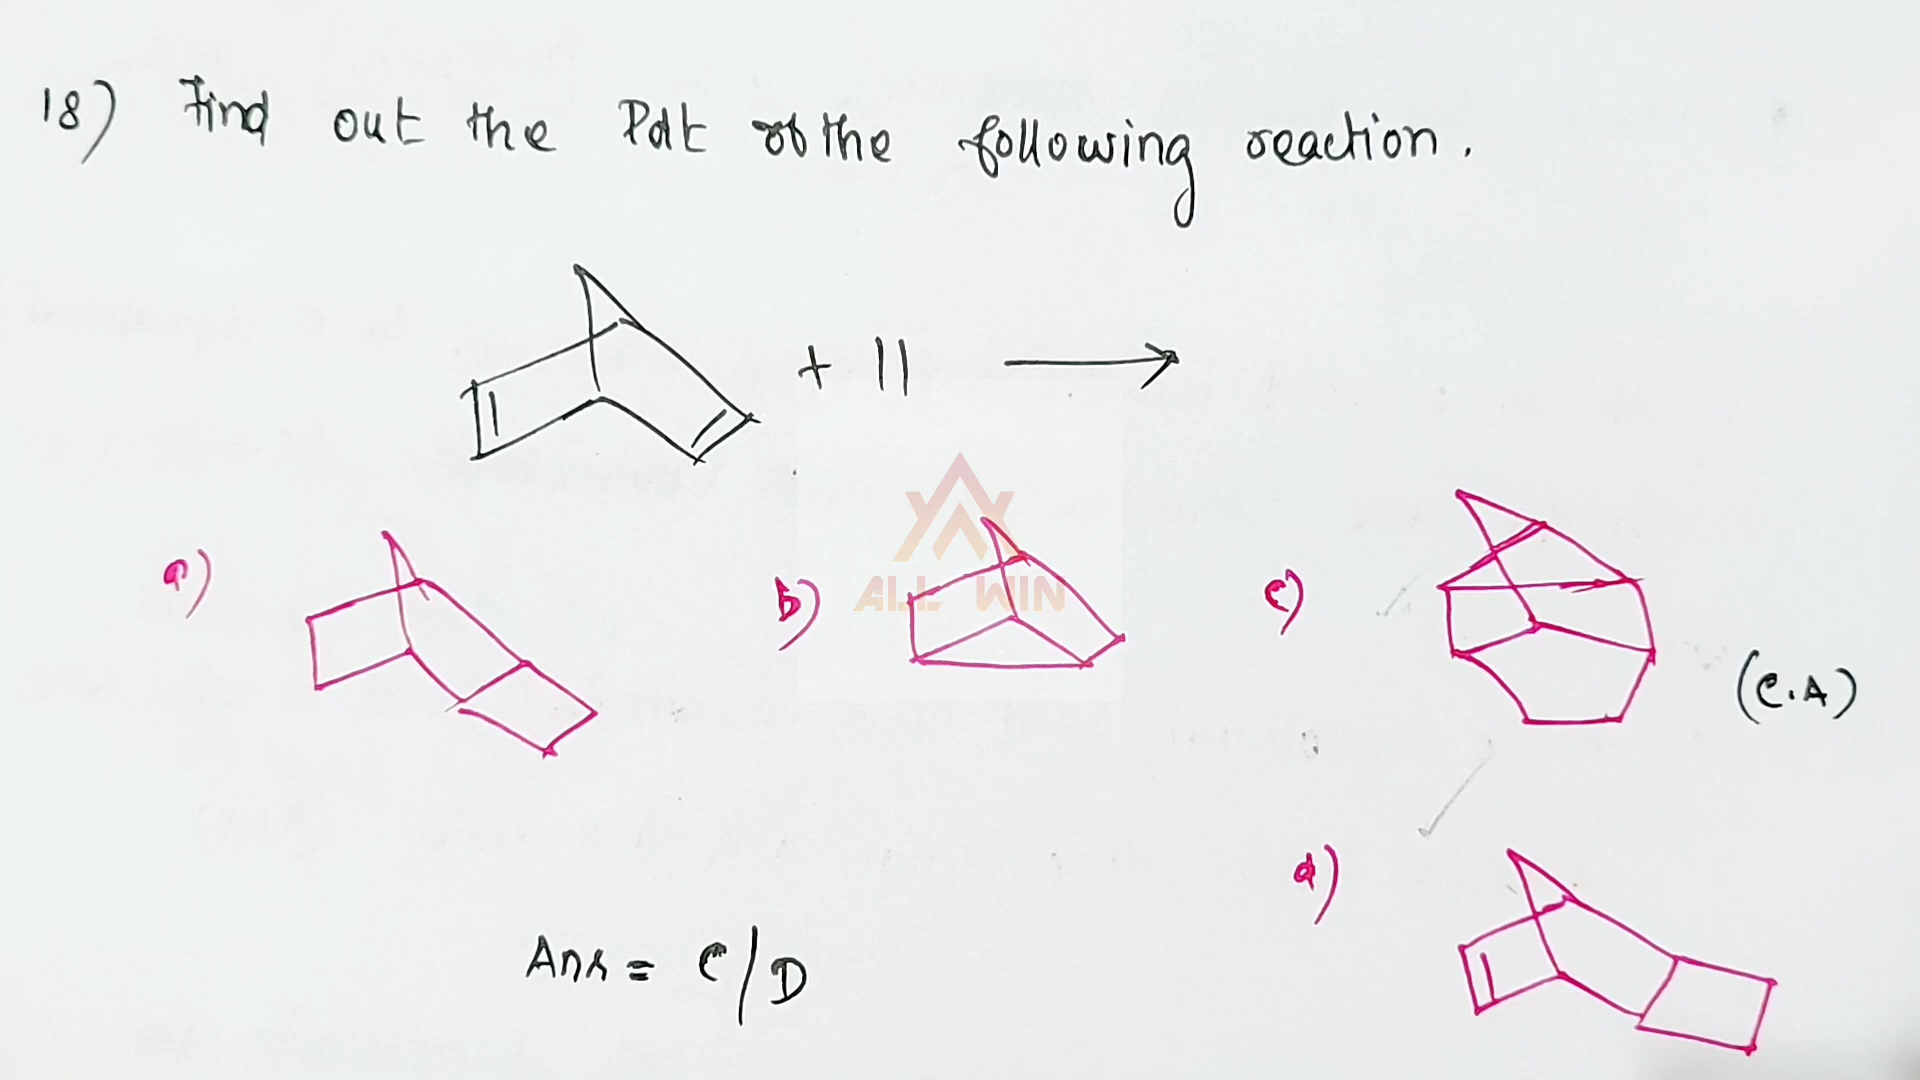 18) Find out the Pdt of the following reaction.
+ ||
ALL WIN
a)
b)
c)
(C.A)
d)
Ans = C/D